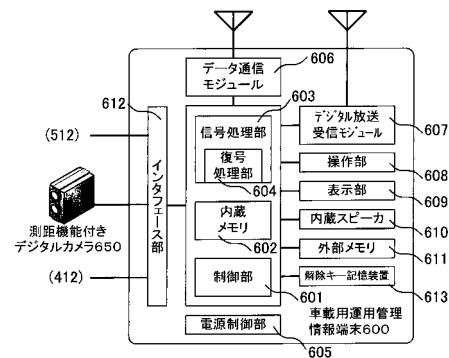 データ通信
モジュール
606
612
603
信号処理部
デジタル放送
受信モジュール
607
(512)
復号
処理部
604
操作部
608
インタフェース部
表示部
609
測距機能付き
デジタルカメラ650
内蔵
メモリ
602
内蔵スピーカ
610
外部メモリ
611
(412)
制御部
601
解除キー記憶装置
613
車載用運用管理
情報端末600
電源制御部
605